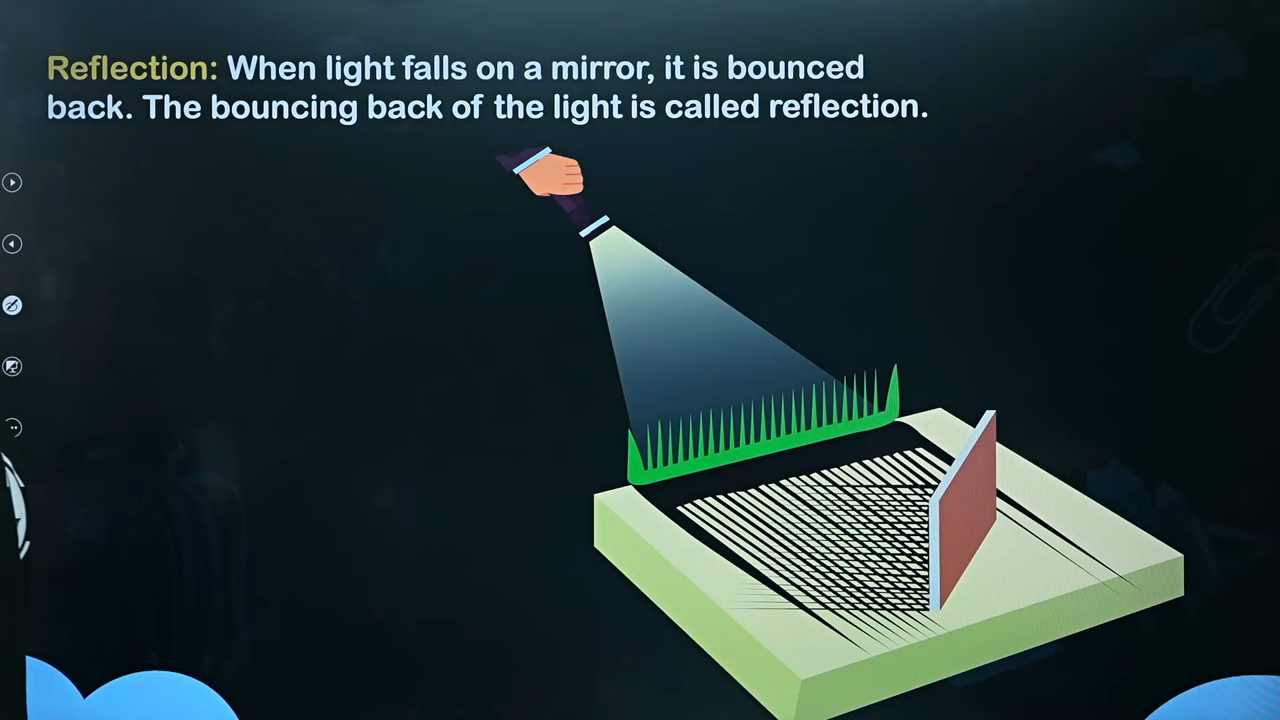 Reflection: When light falls on a mirror, it is bounced
back. The bouncing back of the light is called reflection.